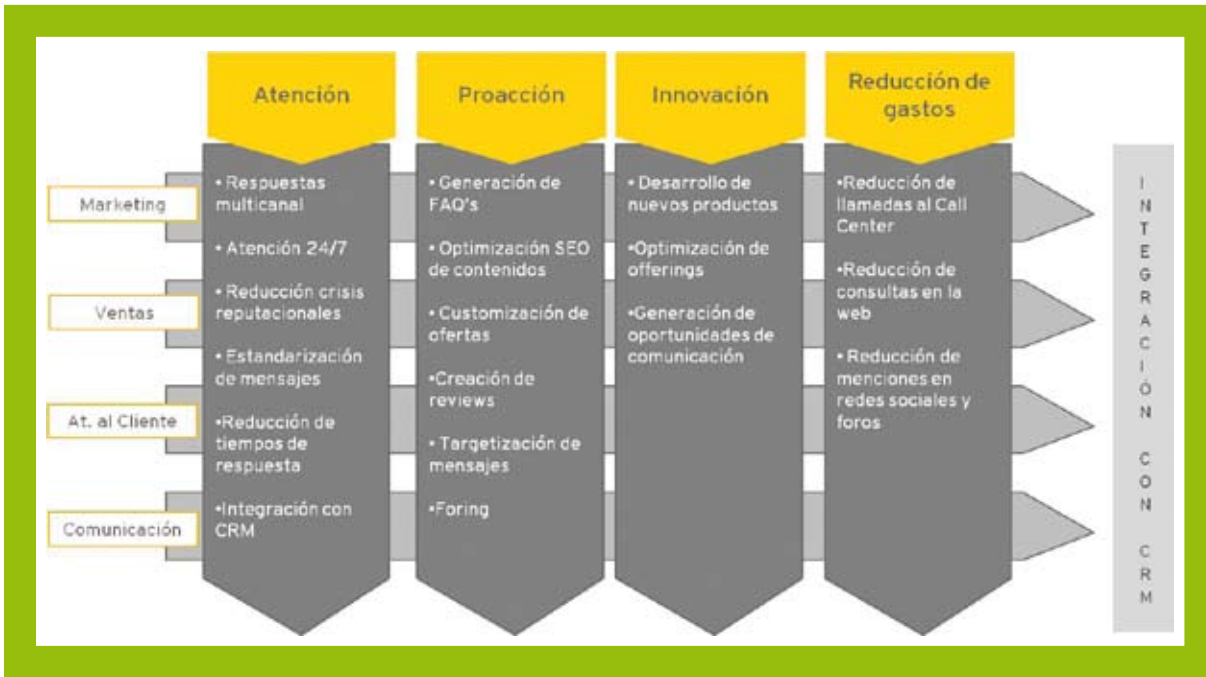 Atención
Proacción
Innovación
Reducción de
gastos
Marketing
Ventas
At. al Cliente
Comunicación
• Respuestas
multicanal
• Atención 24/7
• Reducción crisis
reputacionales
• Estandarización
de mensajes
•Reducción de
tiempos de
respuesta
•Integración con
CRM
• Generación de
FAQ's
• Optimización SEO
de contenidos
• Customización de
ofertas
•Creación de
reviews
• Targetización de
mensajes
•Foring
• Desarrollo de
nuevos productos
•Optimización de
offerings
•Generación de
oportunidades de
comunicación
•Reducción de
llamadas al Call
Center
•Reducción de
consultas en la
web
• Reducción de
menciones en
redes sociales y
foros
INTEGRACIÓN CON CRM